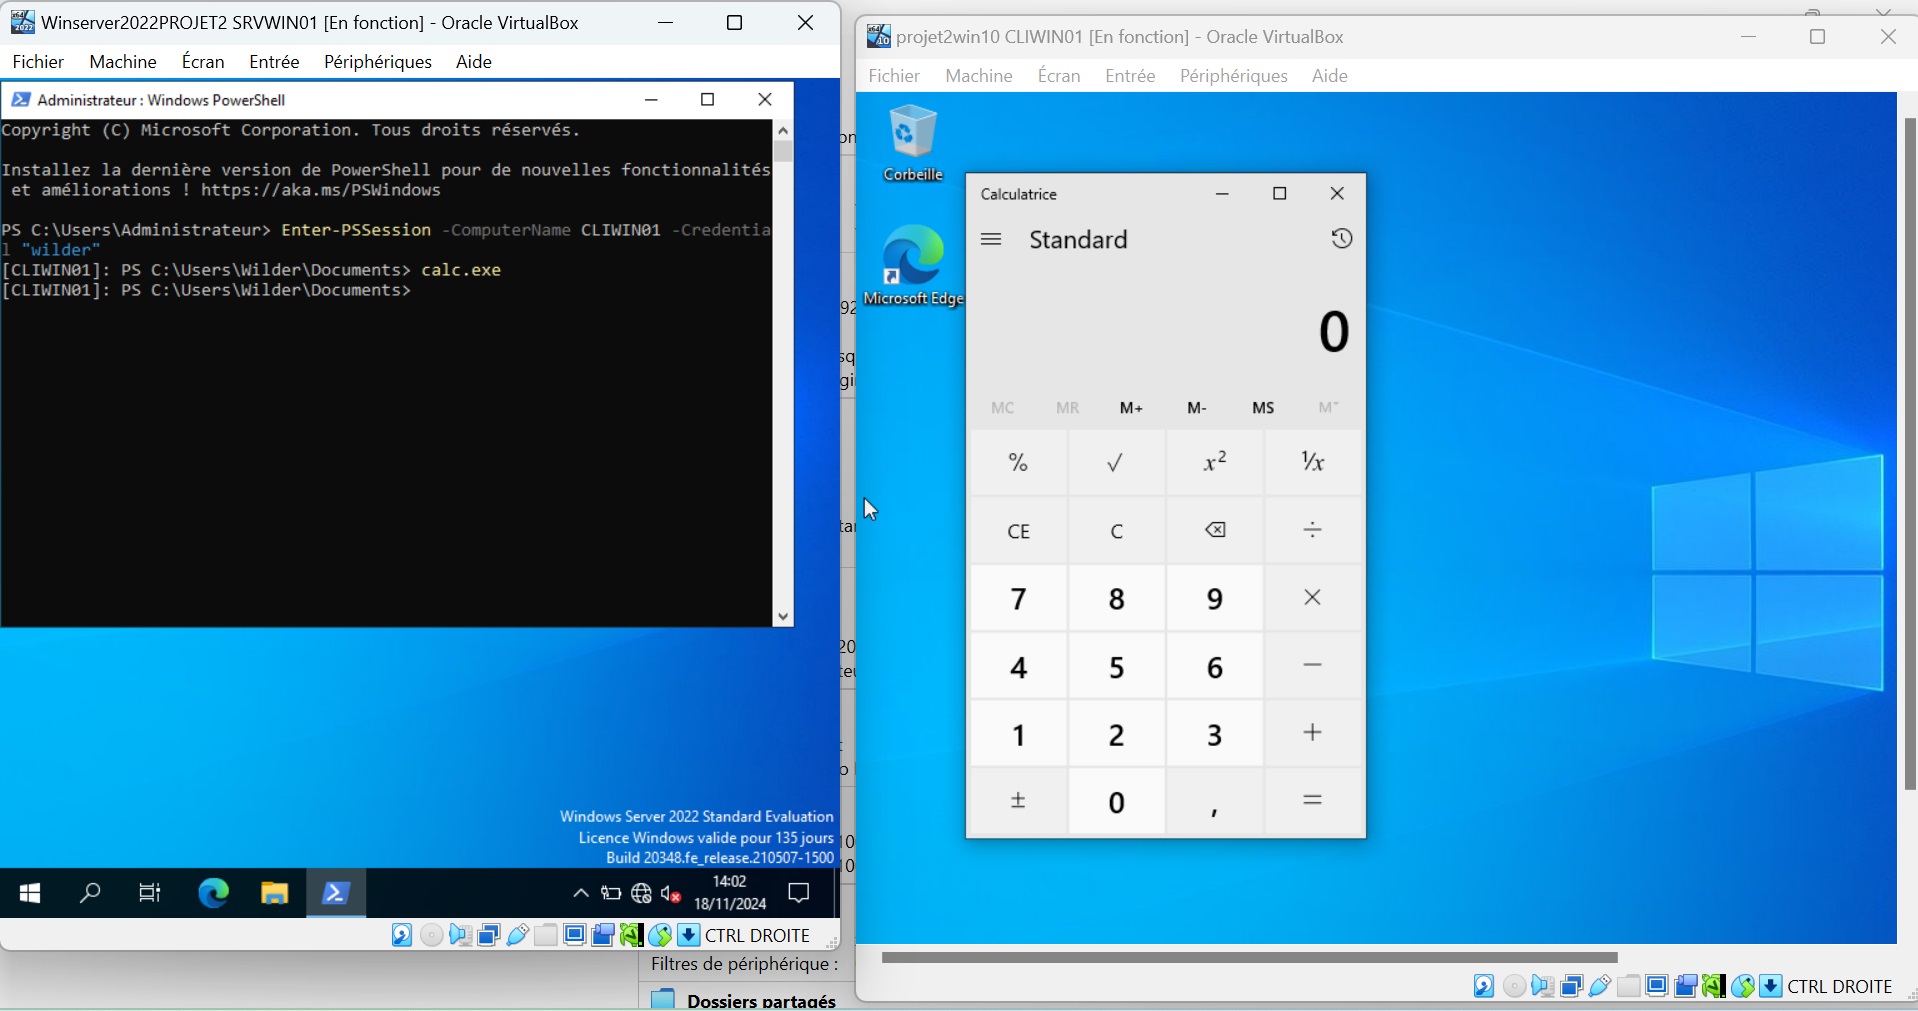 Winserver2022PROJET2 SRVWIN01 [En fonction] - Oracle VirtualBox
Fichier Machine Écran Entrée Périphériques Aide
Administrateur : Windows PowerShell
Copyright (C) Microsoft Corporation. Tous droits réservés.
Installez la dernière version de PowerShell pour de nouvelles fonctionnalités
et améliorations ! https://aka.ms/PSWindows
PS C:\Users\Administrateur> Enter-PSSession -ComputerName CLIWIN01 -Credentia
l "wilder"
[CLIWIN01]: PS C:\Users\Wilder\Documents> calc.exe
[CLIWIN01]: PS C:\Users\Wilder\Documents>
Windows Server 2022 Standard Evaluation
Licence Windows valide pour 135 jours
Build 20348.fe_release.210507-1500
14:02
18/11/2024
CTRL DROITE
Filtres de périphérique :
Dossiers partagés
projet2win10 CLIWIN01 [En fonction] - Oracle VirtualBox
Fichier Machine Écran Entrée Périphériques Aide
Corbeille
Microsoft Edge
Calculatrice
Standard
0
MC MR M+ M- MS M˅
% √ x² ¹/x
CE C ÷
7 8 9 ×
4 5 6 −
1 2 3 +
± 0 , =
CTRL DROITE